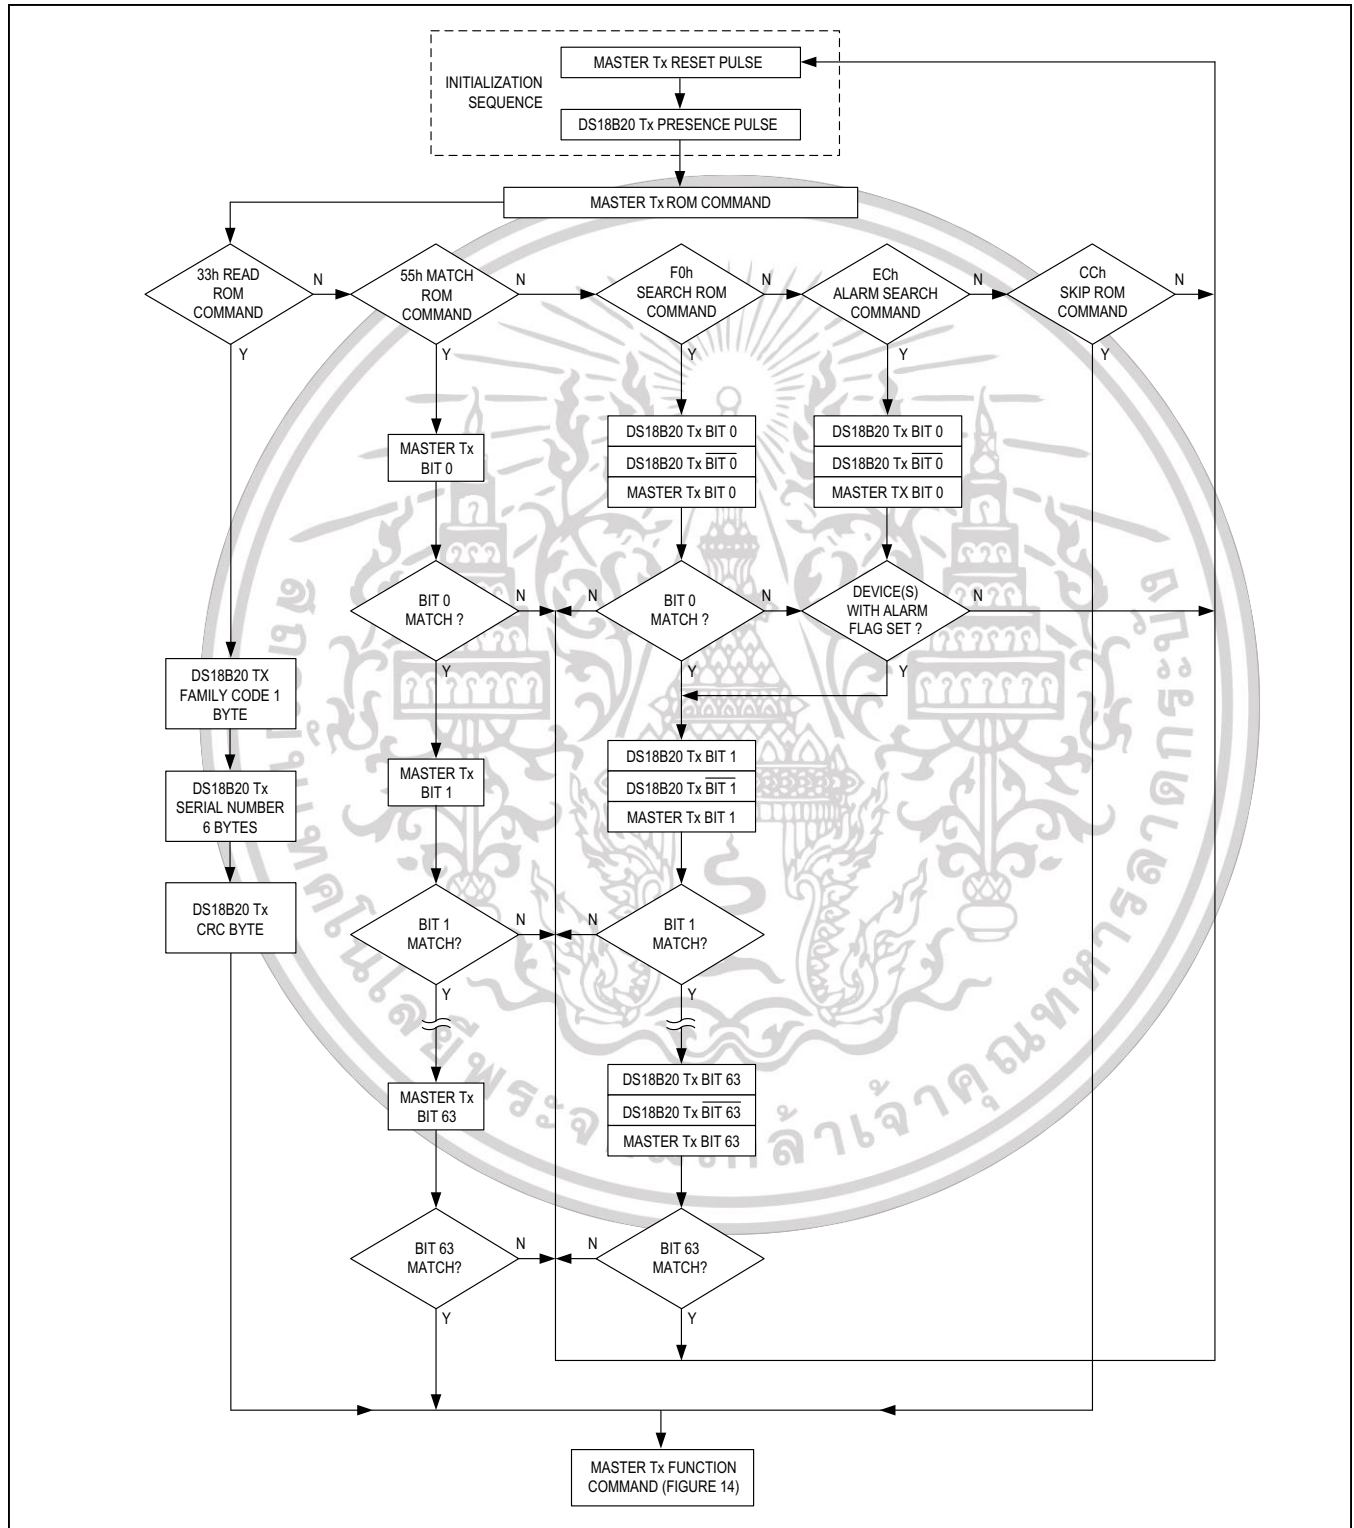 MASTER Tx RESET PULSE
INITIALIZATION
SEQUENCE
DS18B20 Tx PRESENCE PULSE
MASTER Tx ROM COMMAND
33h READ
ROM
COMMAND
N
Y
55h MATCH
ROM
COMMAND
N
Y
F0h
SEARCH ROM
COMMAND
N
Y
ECh
ALARM SEARCH
COMMAND
N
Y
CCh
SKIP ROM
COMMAND
N
Y
MASTER Tx
BIT 0
DS18B20 Tx BIT 0
DS18B20 Tx BIT 0
MASTER Tx BIT 0
DS18B20 Tx BIT 0
DS18B20 Tx BIT 0
MASTER TX BIT 0
BIT 0
MATCH ?
N
Y
N
BIT 0
MATCH ?
N
Y
DEVICE(S)
WITH ALARM
FLAG SET ?
N
Y
DS18B20 TX
FAMILY CODE 1
BYTE
DS18B20 Tx
SERIAL NUMBER
6 BYTES
DS18B20 Tx
CRC BYTE
MASTER Tx
BIT 1
DS18B20 Tx BIT 1
DS18B20 Tx BIT 1
MASTER Tx BIT 1
BIT 1
MATCH?
N
Y
N
BIT 1
MATCH?
Y
MASTER Tx
BIT 63
DS18B20 Tx BIT 63
DS18B20 Tx BIT 63
MASTER Tx BIT 63
BIT 63
MATCH?
N
Y
N
BIT 63
MATCH?
Y
MASTER Tx FUNCTION
COMMAND (FIGURE 14)